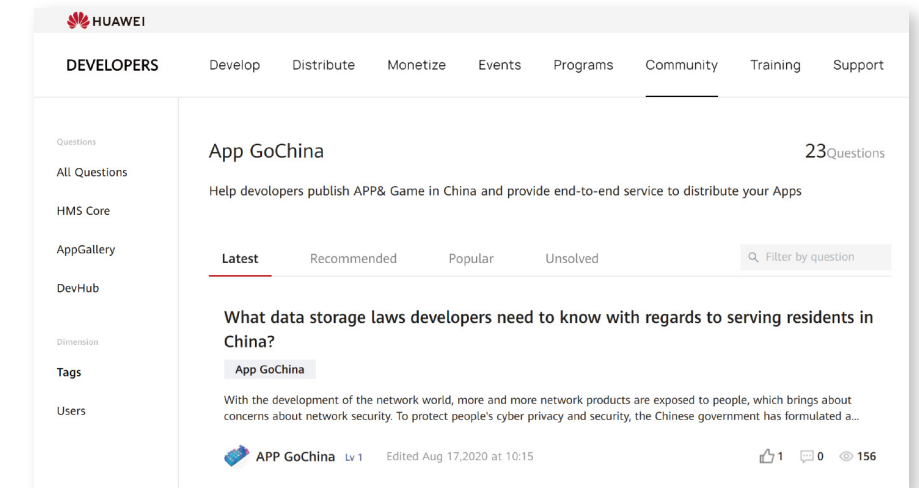 HUAWEI
DEVELOPERS
Develop Distribute Monetize Events Programs Community Training Support
Questions
All Questions
HMS Core
AppGallery
DevHub
Dimension
Tags
Users
App GoChina
23Questions
Help devolopers publish APP& Game in China and provide end-to-end service to distribute your Apps
Latest Recommended Popular Unsolved
Filter by question
What data storage laws developers need to know with regards to serving residents in
China?
App GoChina
With the development of the network world, more and more network products are exposed to people, which brings about
concerns about network security. To protect people's cyber privacy and security, the Chinese government has formulated a...
APP GoChina Lv 1 Edited Aug 17,2020 at 10:15
1 0 156